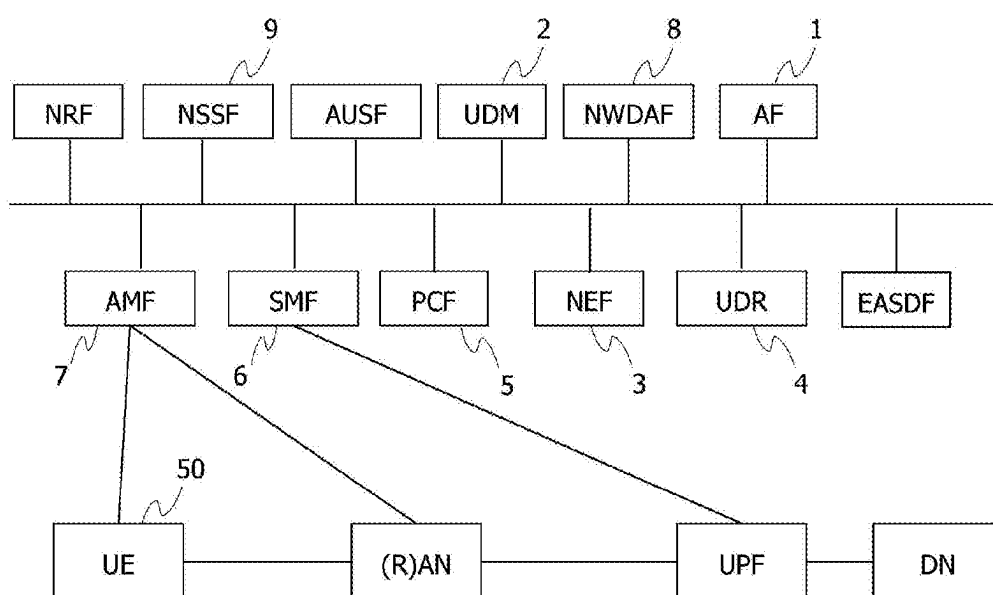 9 2 8 1
NRF NSSF AUSF UDM NWDAF AF
AMF SMF PCF NEF UDR EASDF
7 6 5 3 4
50
UE (R)AN UPF DN